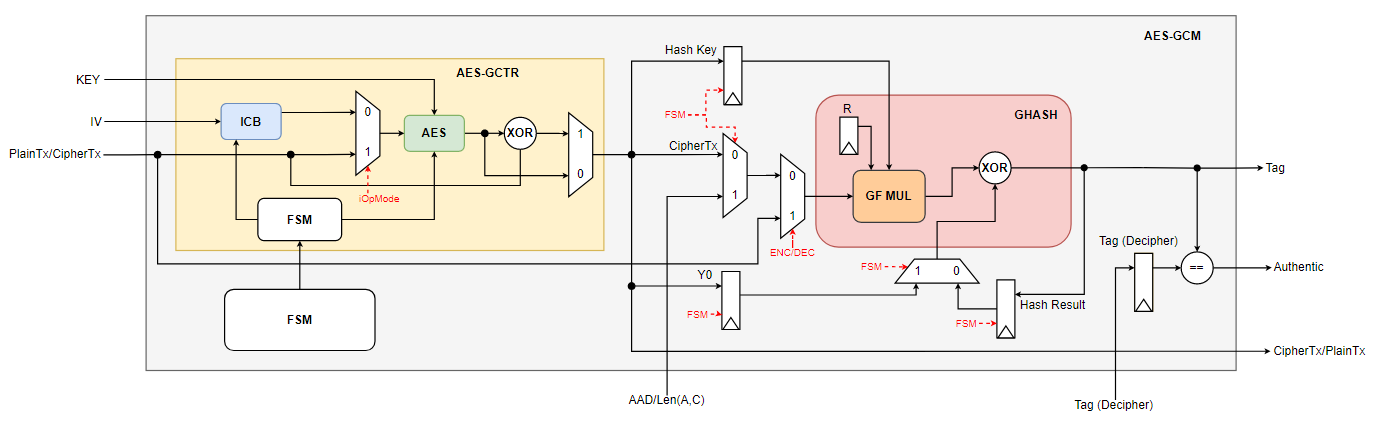 AES-GCM
Hash Key
AES-GCTR
KEY
R
GHASH
0
FSM
IV
ICB
AES
XOR
1
PlainTx/CipherTx
CipherTx
0
1
XOR
Tag
0
0
GF MUL
iOpMode
1
1
FSM
ENC/DEC
Tag (Decipher)
FSM
1
0
==
Authentic
Y0
Hash Result
FSM
FSM
FSM
CipherTx/PlainTx
AAD/Len(A,C)
Tag (Decipher)